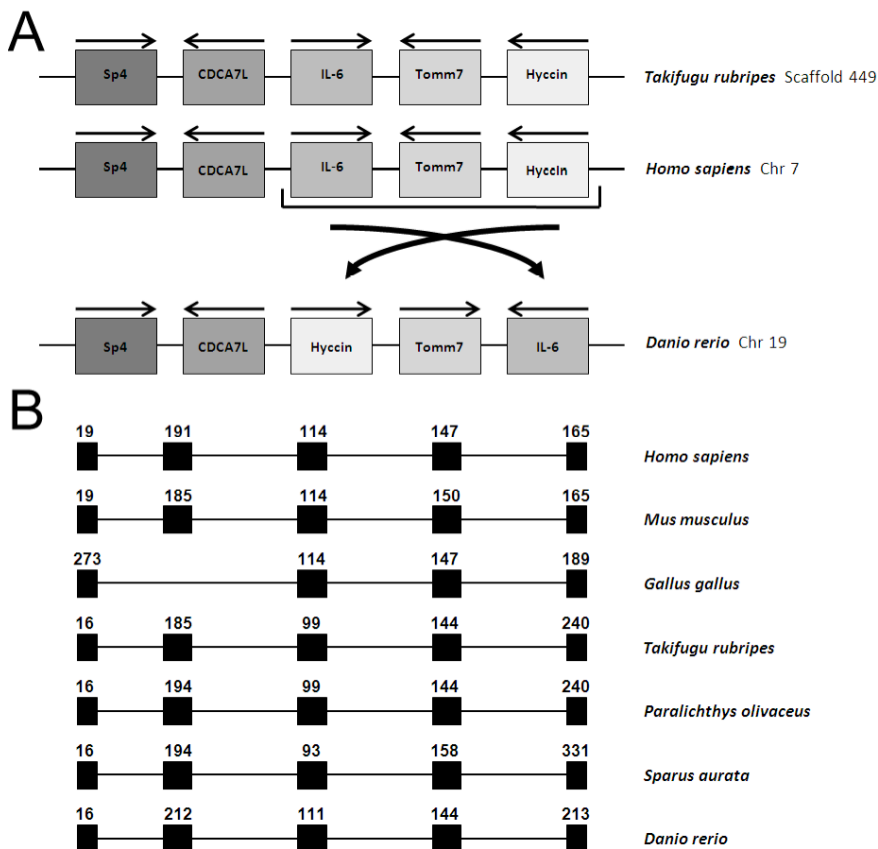 A
Sp4 CDCA7L IL-6 Tomm7 Hyccin Takifugu rubripes Scaffold 449
Sp4 CDCA7L IL-6 Tomm7 Hyccin Homo sapiens Chr 7
Sp4 CDCA7L Hyccin Tomm7 IL-6 Danio rerio Chr 19
B
19 191 114 147 165
Homo sapiens
19 185 114 150 165
Mus musculus
273 114 147 189
Gallus gallus
16 185 99 144 240
Takifugu rubripes
16 194 99 144 240
Paralichthys olivaceus
16 194 93 158 331
Sparus aurata
16 212 111 144 213
Danio rerio